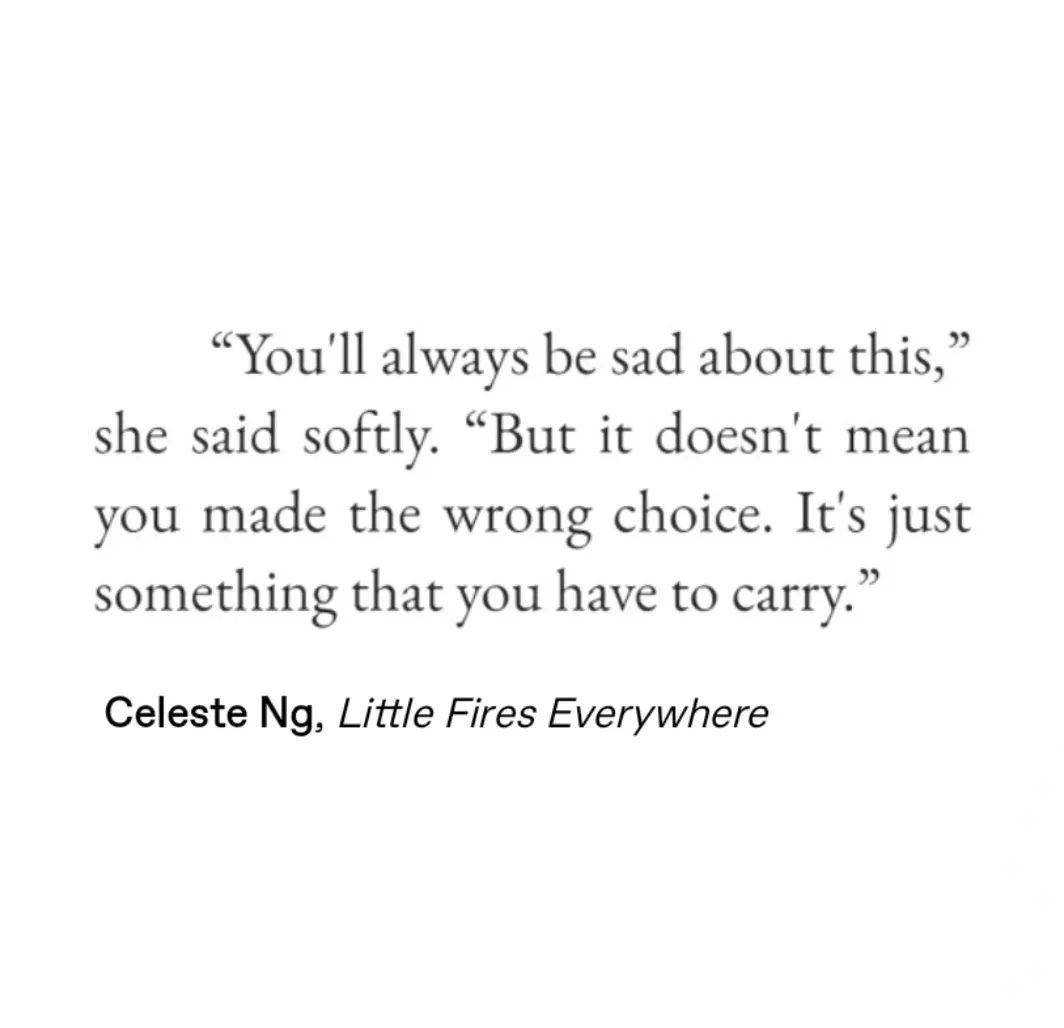 “You'll always be sad about this,”
she said softly. “But it doesn't mean
you made the wrong choice. It's just
something that you have to carry.”
Celeste Ng, Little Fires Everywhere